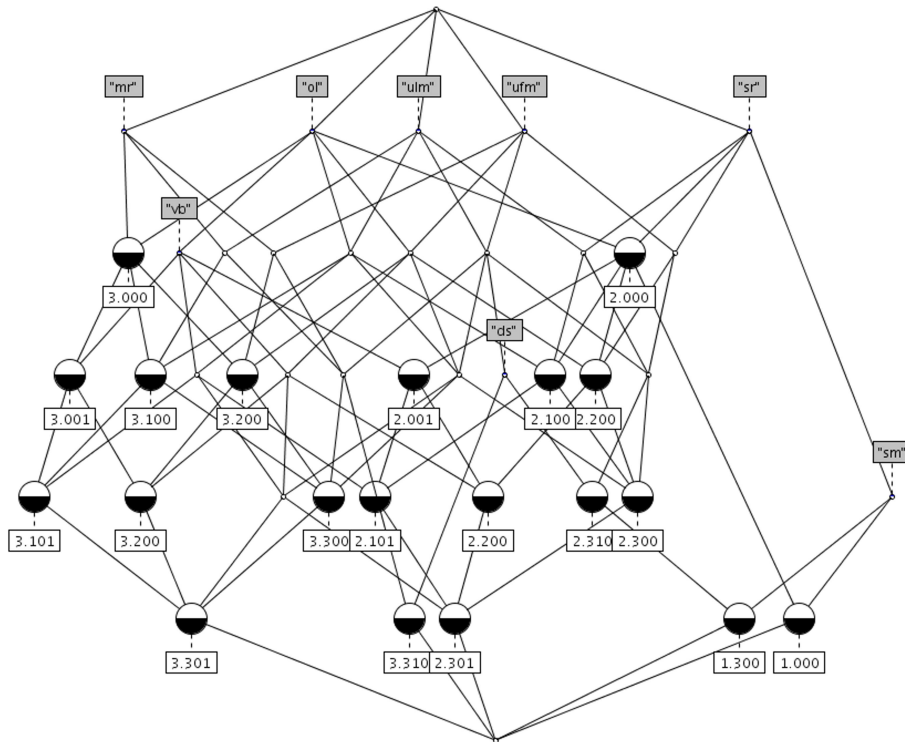 "mr" "ol" "ulm" "ufm" "sr"
"vb"
3.000 2.000
"cls"
3.001 3.100 3.200 2.001 2.100 2.200
"sm"
3.101 3.200 3.300 2.101 2.200 2.310 2.300
3.301 3.310 2.301 1.300 1.000